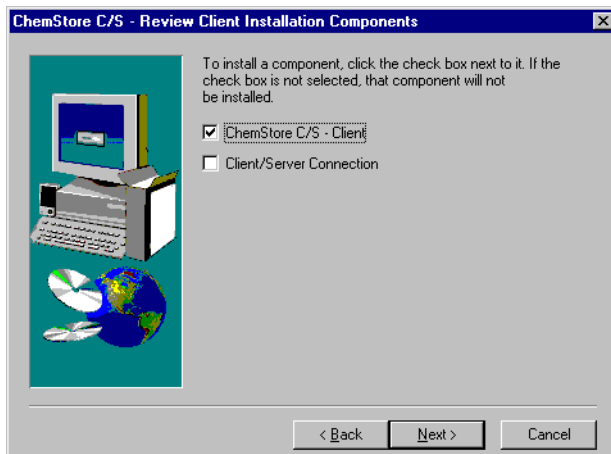 ChemStore C/S - Review Client Installation Components
To install a component, click the check box next to it. If the
check box is not selected, that component will not
be installed.
ChemStore C/S - Client
Client/Server Connection
< Back
Next >
Cancel